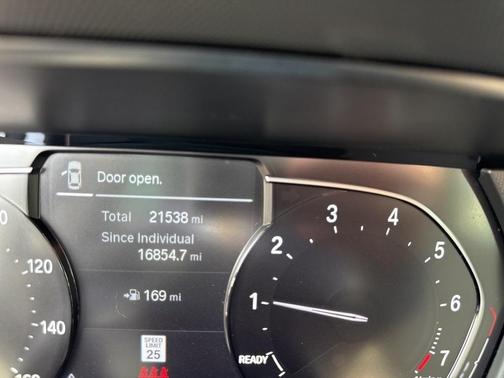 Door open.
Total 21538 mi
Since Individual
16854.7 mi
169 mi
SPEED
LIMIT
25
120
140
READY
1
2
3
4
5
6
7